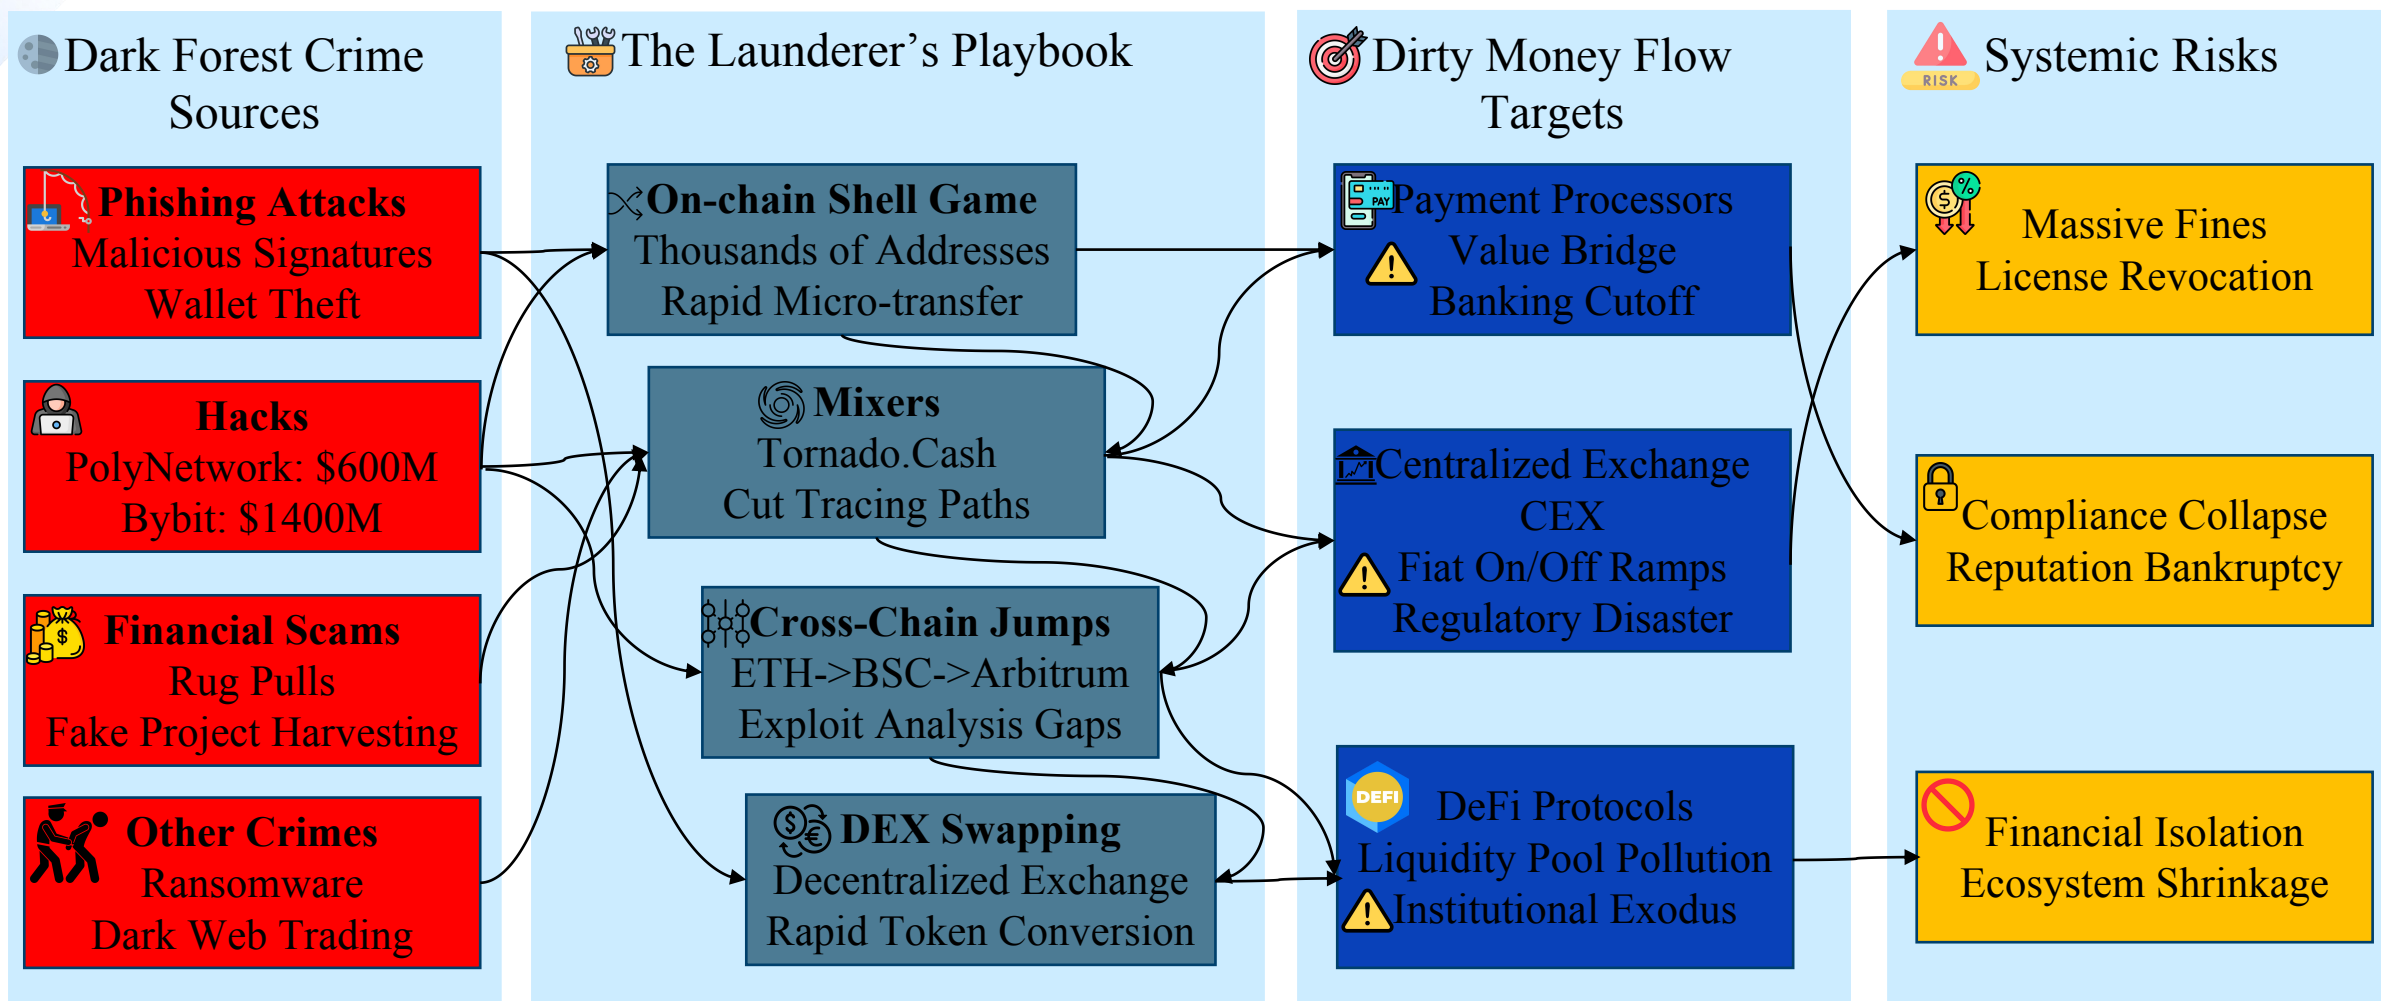 Dark Forest Crime
Sources
Phishing Attacks
Malicious Signatures
Wallet Theft
Hacks
PolyNetwork: $600M
Bybit: $1400M
Financial Scams
Rug Pulls
Fake Project Harvesting
Other Crimes
Ransomware
Dark Web Trading
The Launderer’s Playbook
On-chain Shell Game
Thousands of Addresses
Rapid Micro-transfer
Mixers
Tornado.Cash
Cut Tracing Paths
Cross-Chain Jumps
ETH->BSC->Arbitrum
Exploit Analysis Gaps
DEX Swapping
Decentralized Exchange
Rapid Token Conversion
Dirty Money Flow
Targets
PAY
Payment Processors
Value Bridge
Banking Cutoff
Centralized Exchange
CEX
Fiat On/Off Ramps
Regulatory Disaster
DEFI
DeFi Protocols
Liquidity Pool Pollution
Institutional Exodus
RISK
Systemic Risks
Massive Fines
License Revocation
Compliance Collapse
Reputation Bankruptcy
Financial Isolation
Ecosystem Shrinkage